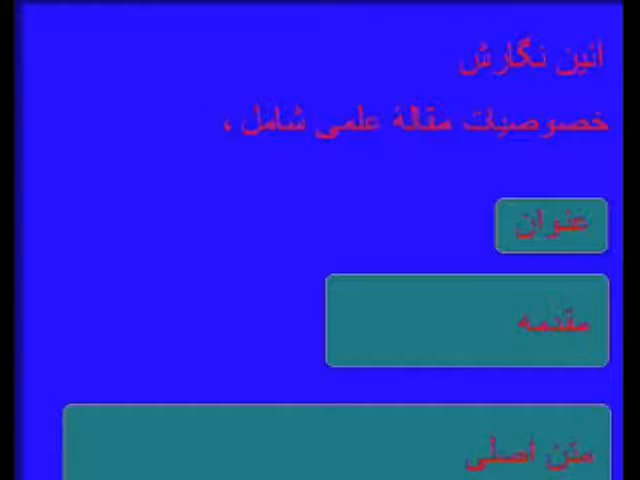 آئین نگارش
خصوصیات مقالهٔ علمی شامل ،
عنوان
مقدمه
متن اصلی